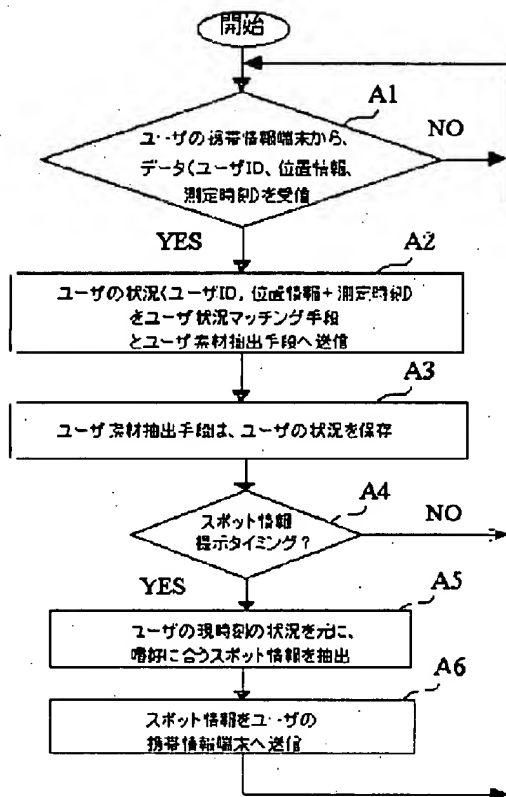 開始
A1
ユーザの携帯情報端末から、
NO
データ(ユーザID、位置情報、
測定時刻)を受信
YES
A2
ユーザの状況(ユーザID, 位置情報+測定時刻)
をユーザ状況マッチング手段
とユーザ素材抽出手段へ送信
A3
ユーザ素材抽出手段は、ユーザの状況を保存
A4
スポット情報
提示タイミング?
NO
YES
A5
ユーザの現時刻の状況を元に、
嗜好に合うスポット情報を抽出
A6
スポット情報をユーザの
携帯情報端末へ送信